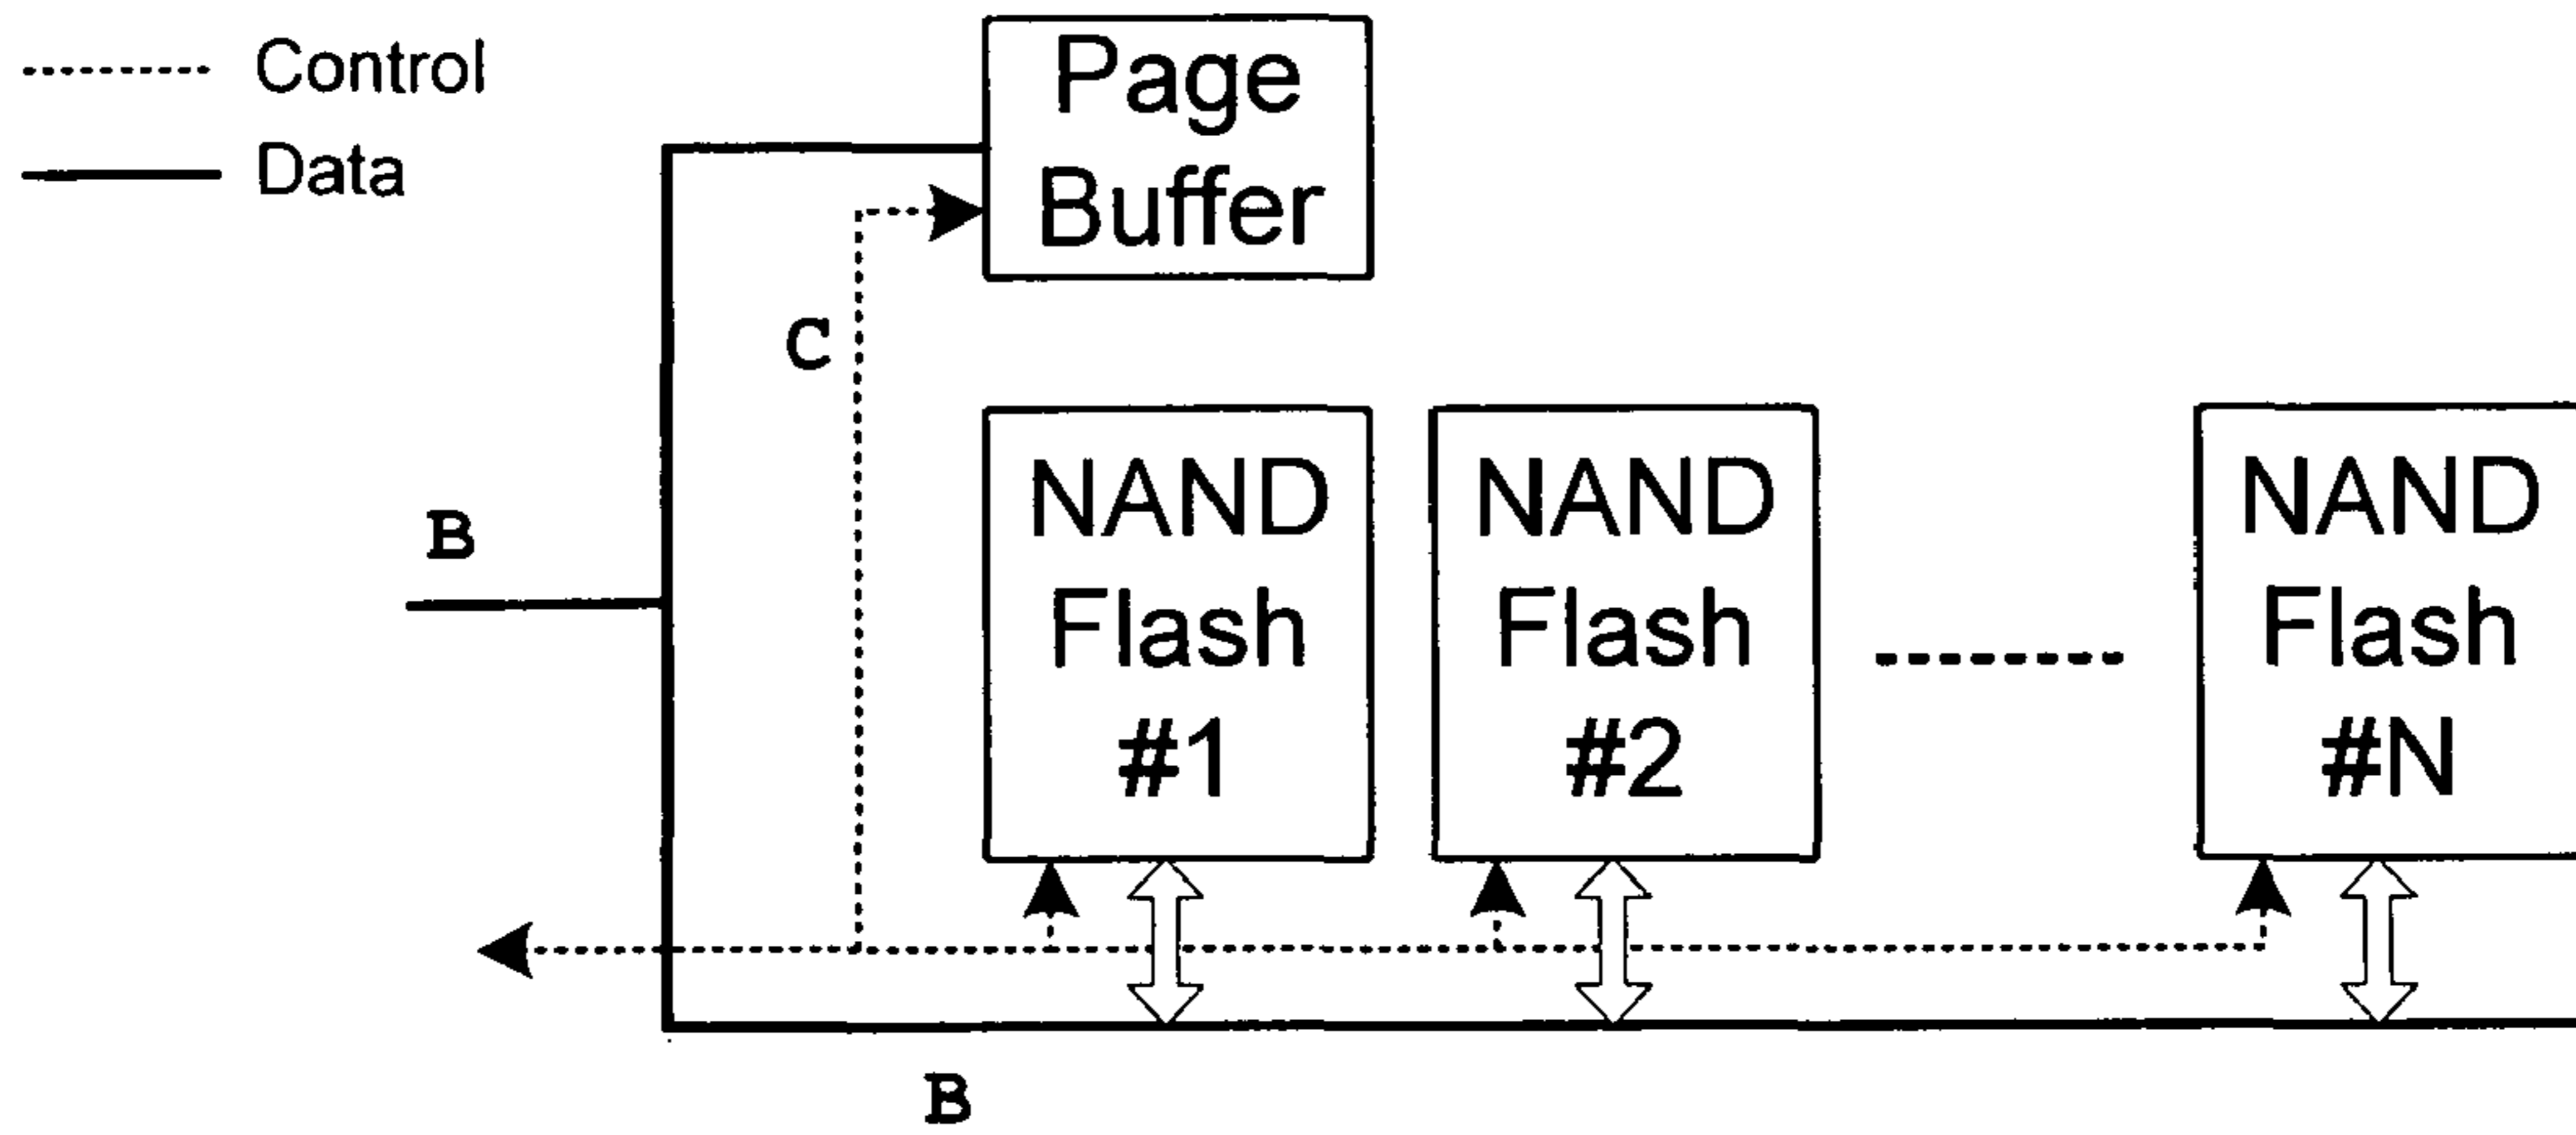 Control
Data
Page
Buffer
C
B
NAND
Flash
#1
NAND
Flash
#2
NAND
Flash
#N
B